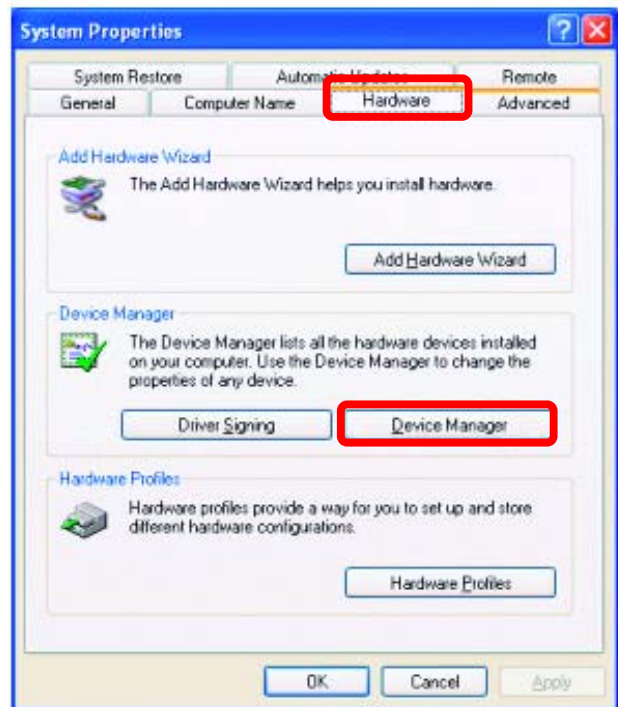 System Properties
System Restore Automatic Updates Remote
General Computer Name Hardware Advanced
Add Hardware Wizard
The Add Hardware Wizard helps you install hardware.
Add Hardware Wizard
Device Manager
The Device Manager lists all the hardware devices installed
on your computer. Use the Device Manager to change the
properties of any device.
Driver Signing Device Manager
Hardware Profiles
Hardware profiles provide a way for you to set up and store
different hardware configurations.
Hardware Profiles
OK Cancel Apply